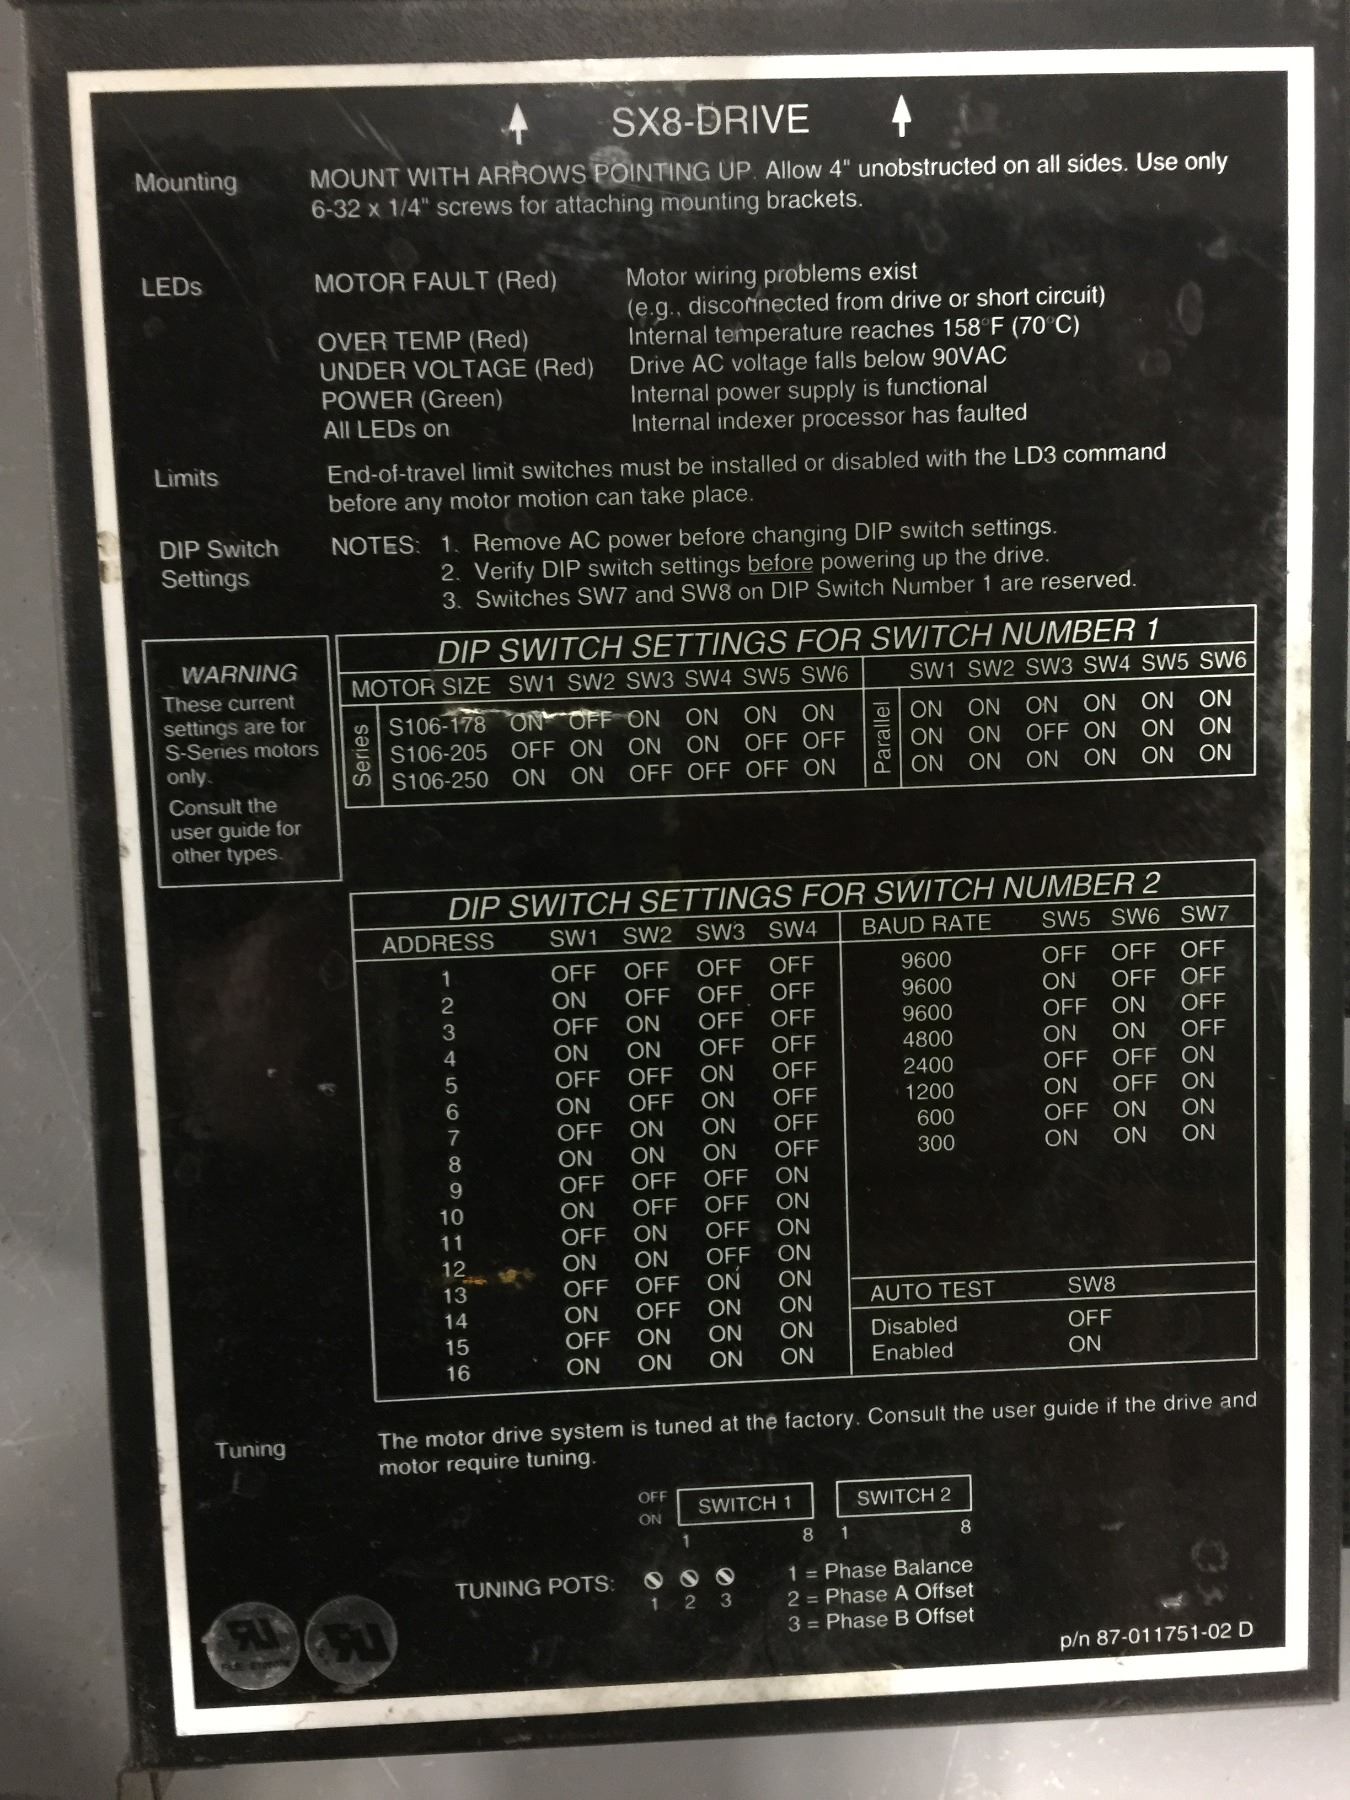 SX8-DRIVE
Mounting MOUNT WITH ARROWS POINTING UP. Allow 4" unobstructed on all sides. Use only
6-32 x 1/4" screws for attaching mounting brackets.
LEDs MOTOR FAULT (Red) Motor wiring problems exist
(e.g., disconnected from drive or short circuit)
OVER TEMP (Red) Internal temperature reaches 158°F (70°C)
UNDER VOLTAGE (Red) Drive AC voltage falls below 90VAC
POWER (Green) Internal power supply is functional
All LEDs on Internal indexer processor has faulted
Limits End-of-travel limit switches must be installed or disabled with the LD3 command
before any motor motion can take place.
DIP Switch Settings
NOTES: 1. Remove AC power before changing DIP switch settings.
2. Verify DIP switch settings before powering up the drive.
3. Switches SW7 and SW8 on DIP Switch Number 1 are reserved.
WARNING
These current
settings are for
S-Series motors
only.
Consult the
user guide for
other types.
DIP SWITCH SETTINGS FOR SWITCH NUMBER 1
MOTOR SIZE SW1 SW2 SW3 SW4 SW5 SW6 SW1 SW2 SW3 SW4 SW5 SW6
Series
Parallel
S106-178 ON OFF ON ON ON ON ON ON ON ON ON ON
S106-205 OFF ON ON ON OFF OFF ON ON OFF ON ON ON
S106-250 ON ON OFF OFF OFF ON ON ON ON ON ON ON
DIP SWITCH SETTINGS FOR SWITCH NUMBER 2
ADDRESS SW1 SW2 SW3 SW4
1 OFF OFF OFF OFF
2 ON OFF OFF OFF
3 OFF ON OFF OFF
4 ON ON OFF OFF
5 OFF OFF ON OFF
6 ON OFF ON OFF
7 OFF ON ON OFF
8 ON ON ON OFF
9 OFF OFF OFF ON
10 ON OFF OFF ON
11 OFF ON OFF ON
12 ON ON OFF ON
13 OFF OFF ON ON
14 ON OFF ON ON
15 OFF ON ON ON
16 ON ON ON ON
BAUD RATE SW5 SW6 SW7
9600 OFF OFF OFF
9600 ON OFF OFF
9600 OFF ON OFF
4800 ON ON OFF
2400 OFF OFF ON
1200 ON OFF ON
600 OFF ON ON
300 ON ON ON
AUTO TEST SW8
Disabled OFF
Enabled ON
Tuning The motor drive system is tuned at the factory. Consult the user guide if the drive and
motor require tuning.
OFF
ON
SWITCH 1 SWITCH 2
1 8 1 8
TUNING POTS:
1 2 3
1 = Phase Balance
2 = Phase A Offset
3 = Phase B Offset
p/n 87-011751-02 D